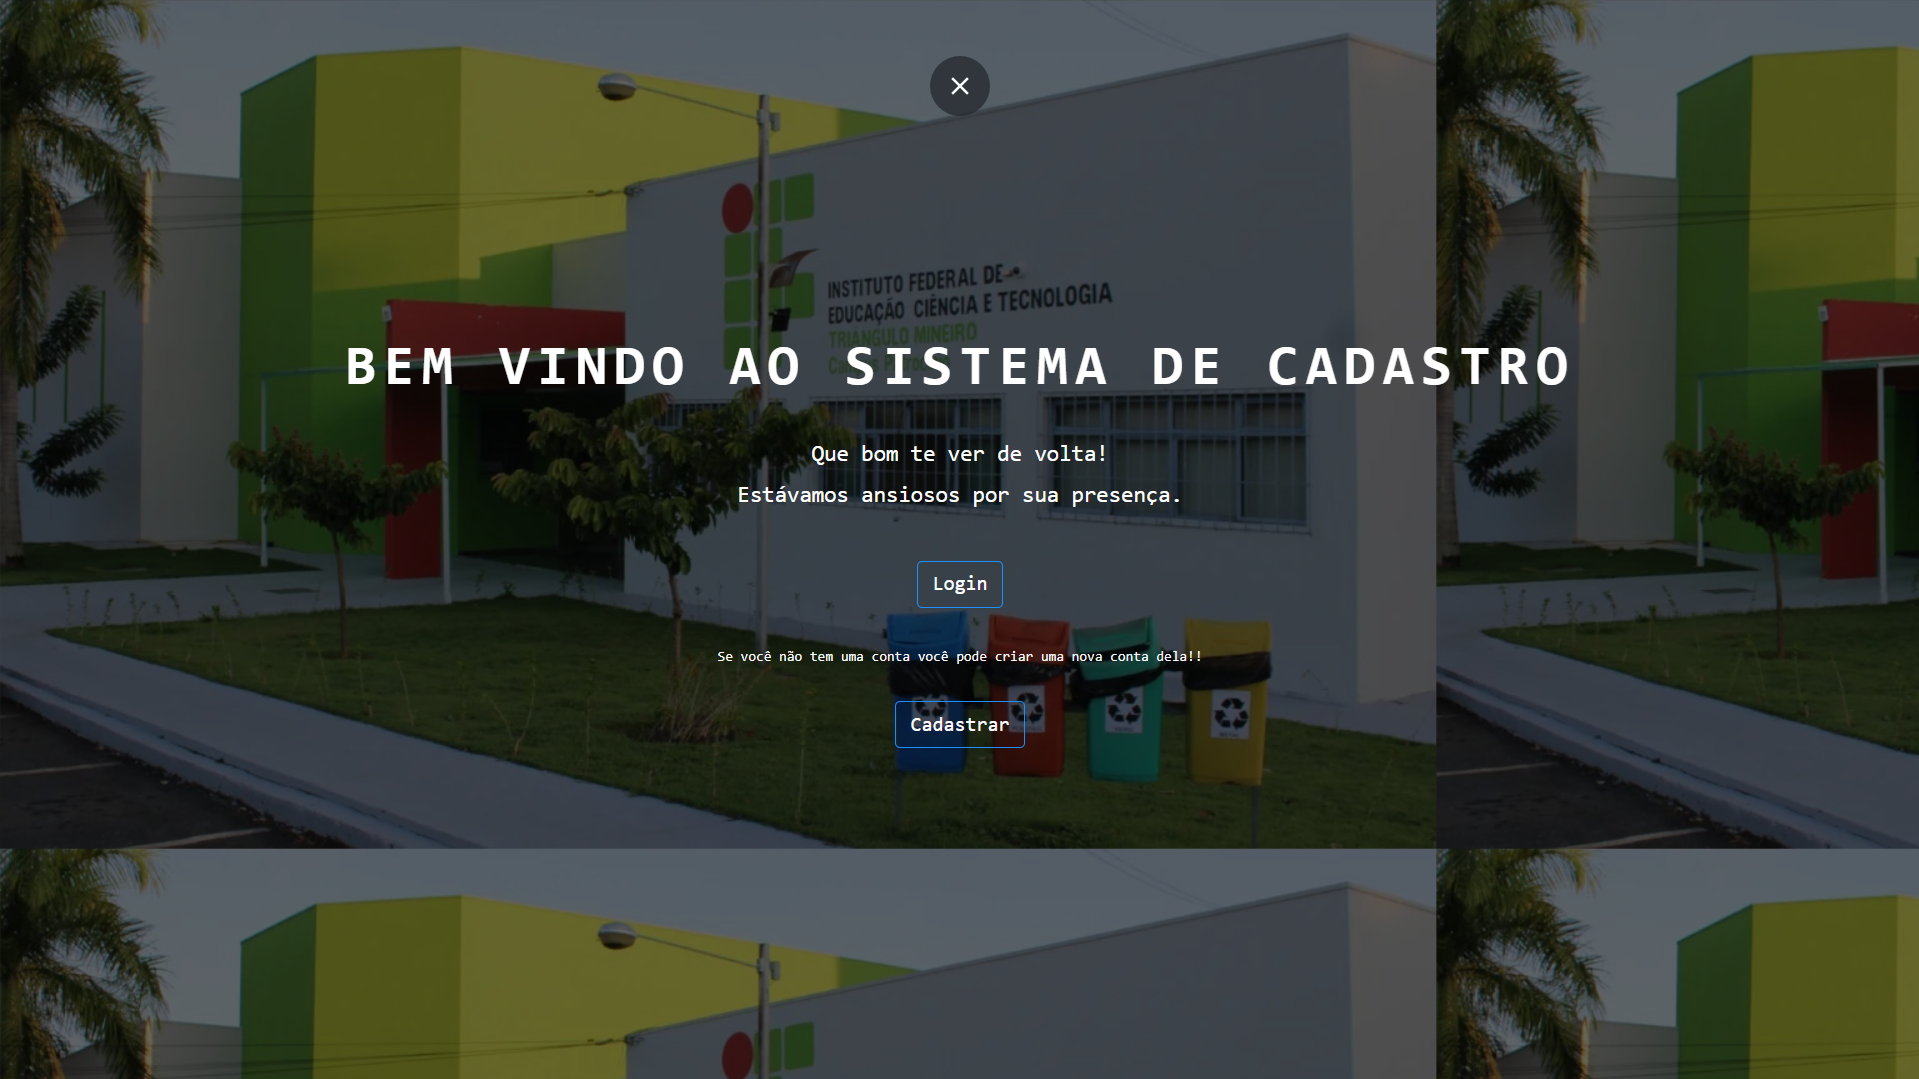 INSTITUTO FEDERAL DE
EDUCAÇÃO CIÊNCIA E TECNOLOGIA
TRIÂNGULO MINEIRO
BEM VINDO AO SISTEMA DE CADASTRO
Que bom te ver de volta!
Estávamos ansiosos por sua presença.
Login
Se você não tem uma conta você pode criar uma nova conta dela!!
Cadastrar